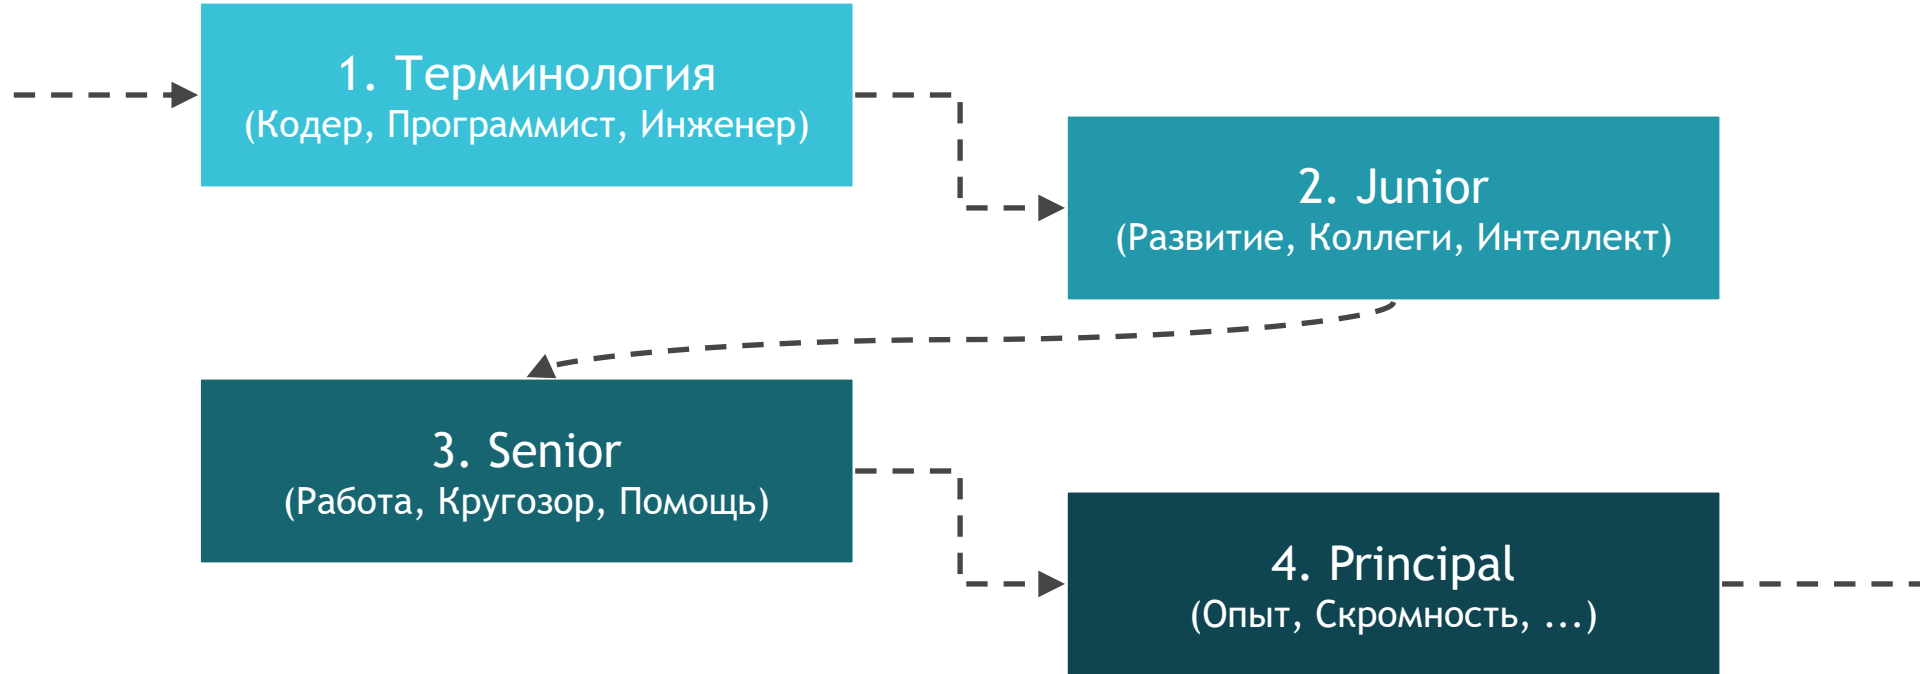 1. Терминология
(Кодер, Программист, Инженер)
2. Junior
(Развитие, Коллеги, Интеллект)
3. Senior
(Работа, Кругозор, Помощь)
4. Principal
(Опыт, Скромность, ...)